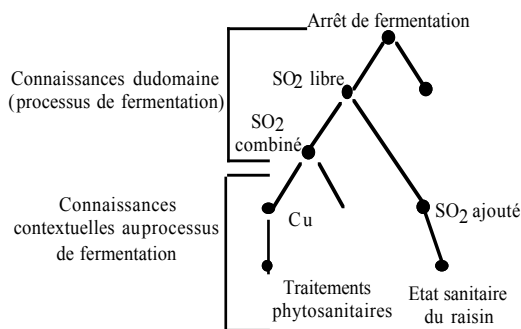 Arrêt de fermentation
Connaissances dudomaine
(processus de fermentation)
SO2 libre
SO2
combiné
Connaissances
contextuelles auprocessus
de fermentation
Cu
SO2 ajouté
Traitements
phytosanitaires
Etat sanitaire
du raisin